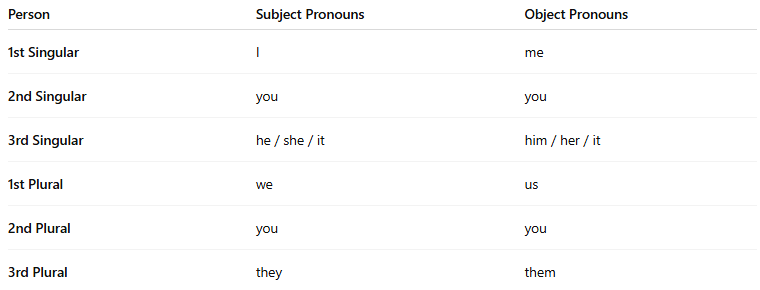 Person Subject Pronouns Object Pronouns
1st Singular I me
2nd Singular you you
3rd Singular he / she / it him / her / it
1st Plural we us
2nd Plural you you
3rd Plural they them